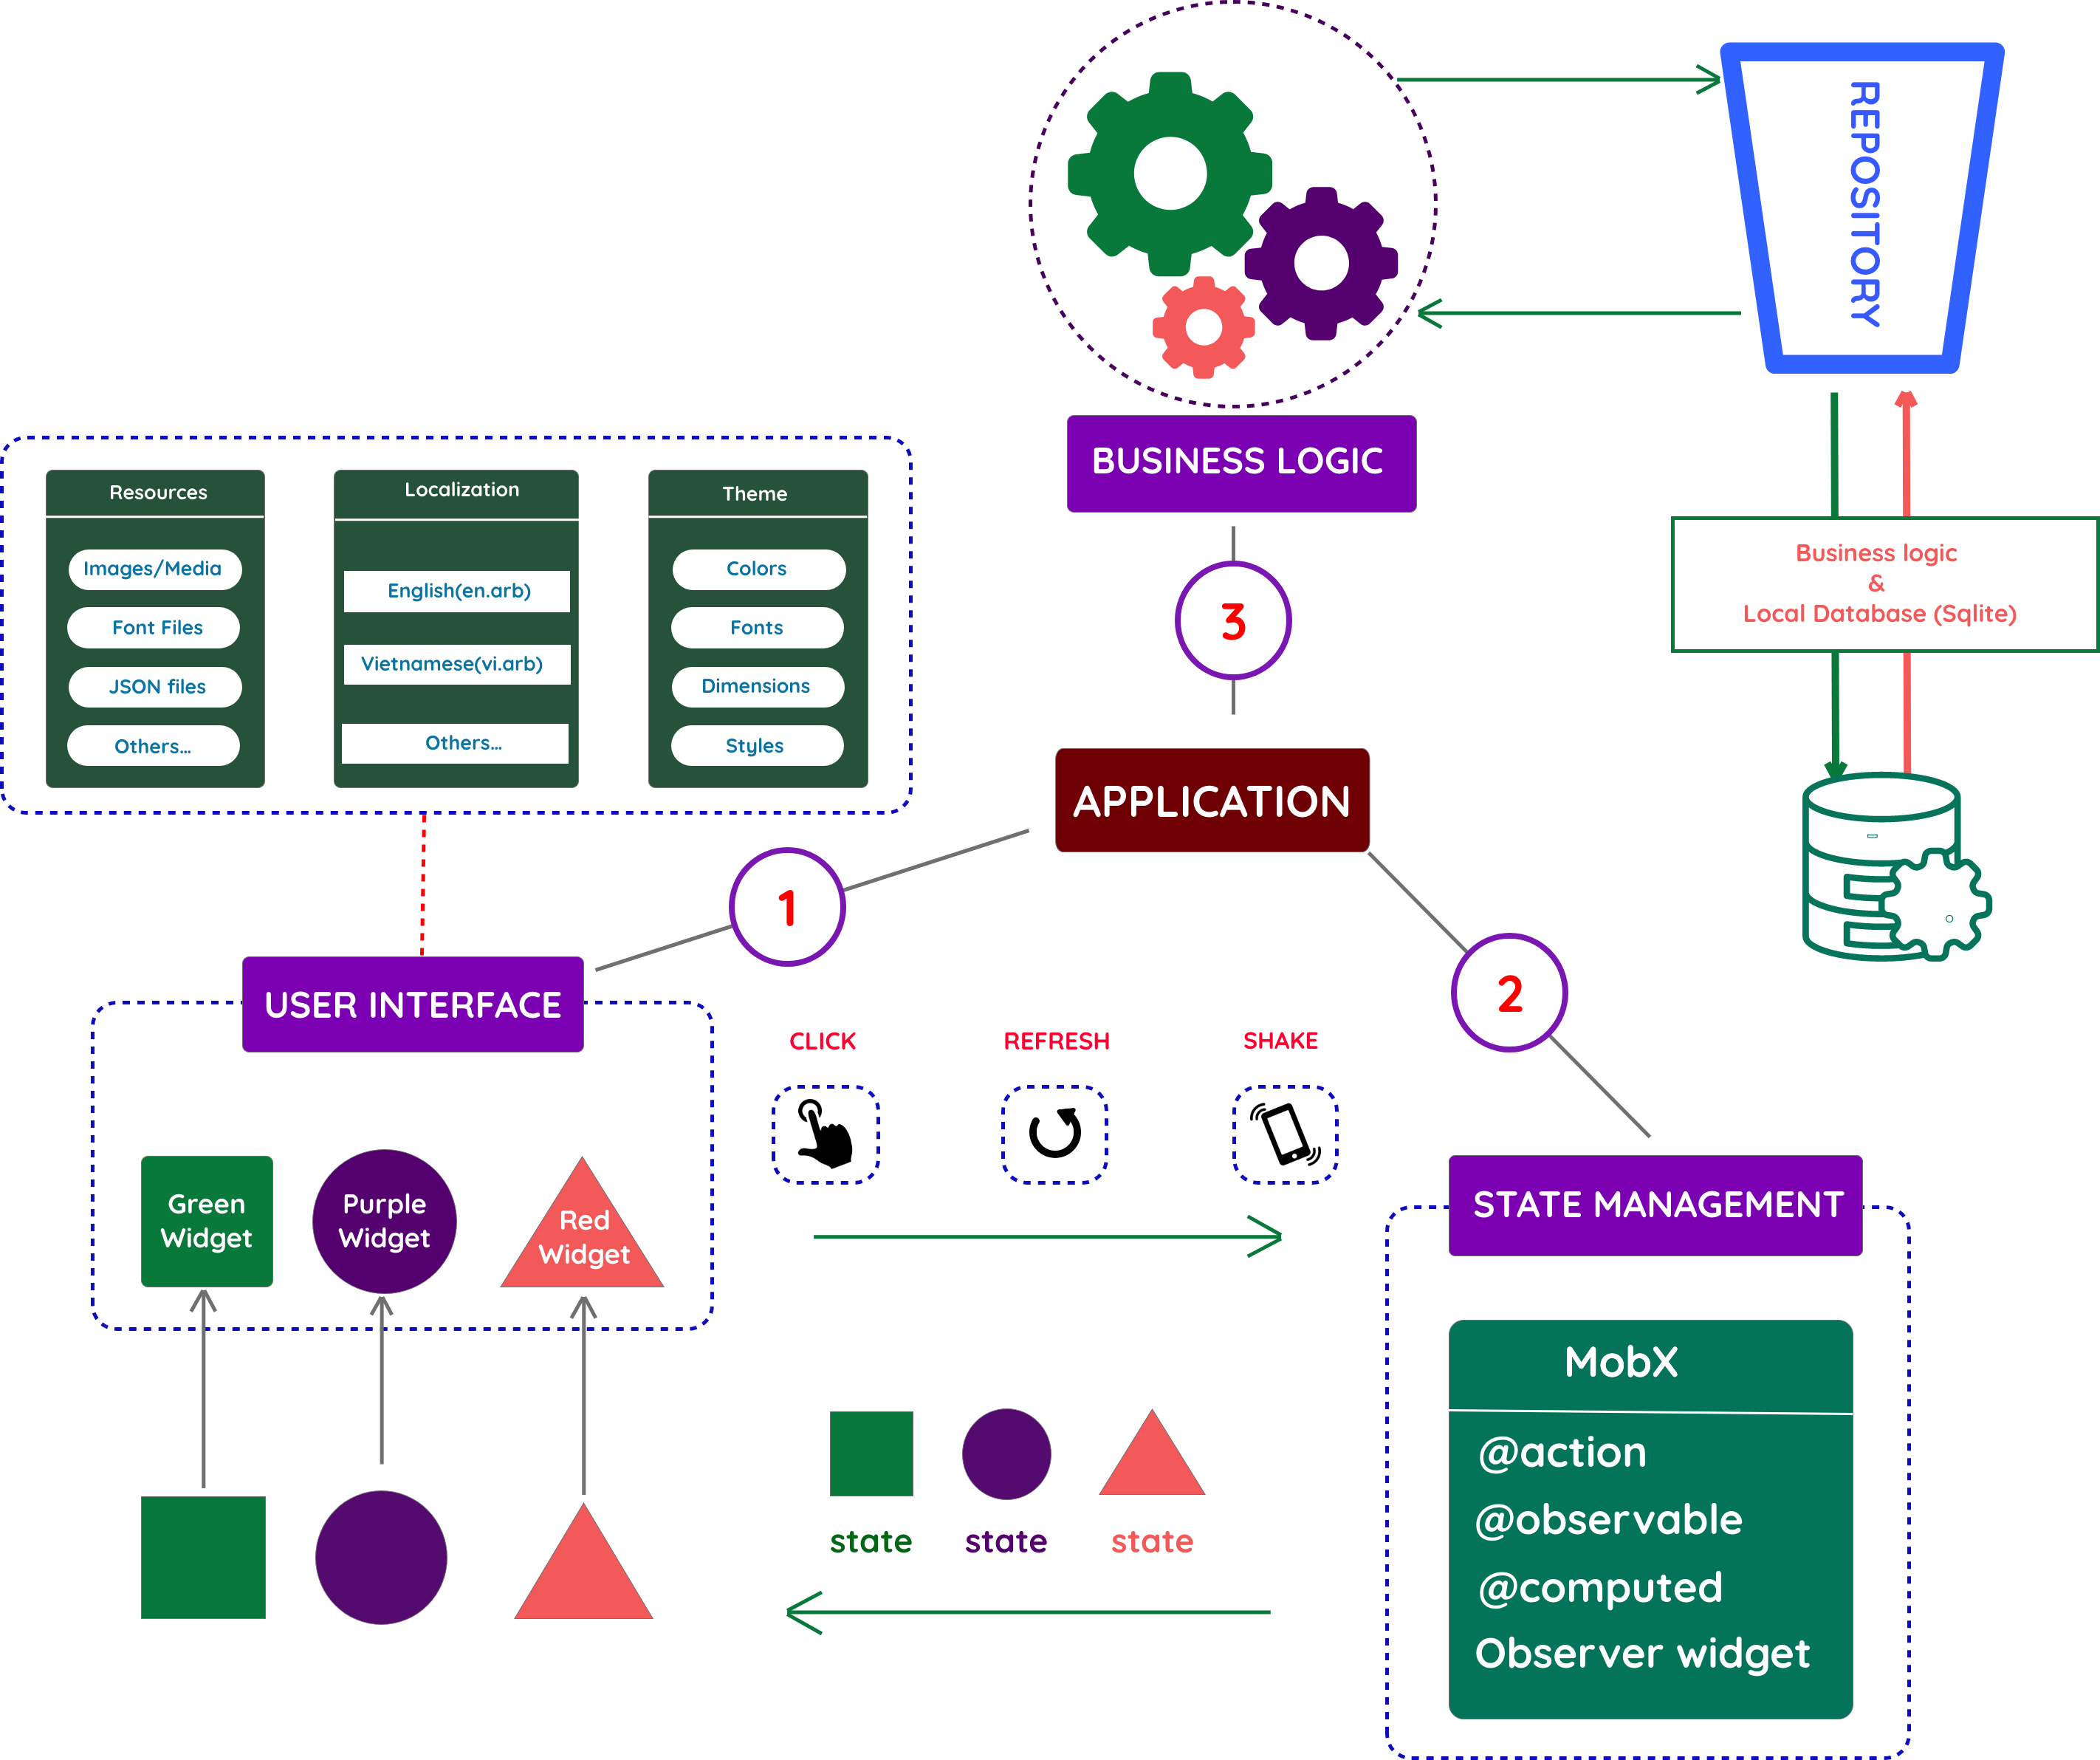 REPOSITORY
BUSINESS LOGIC
Business logic
&
Local Database (Sqlite)
Resources
Images/Media
Font Files
JSON files
Others...
Localization
English(en.arb)
Vietnamese(vi.arb)
Others...
Theme
Colors
Fonts
Dimensions
Styles
3
APPLICATION
1
2
USER INTERFACE
Green
Widget
Purple
Widget
Red
Widget
CLICK
REFRESH
SHAKE
state
state
state
STATE MANAGEMENT
MobX
@action
@observable
@computed
Observer widget